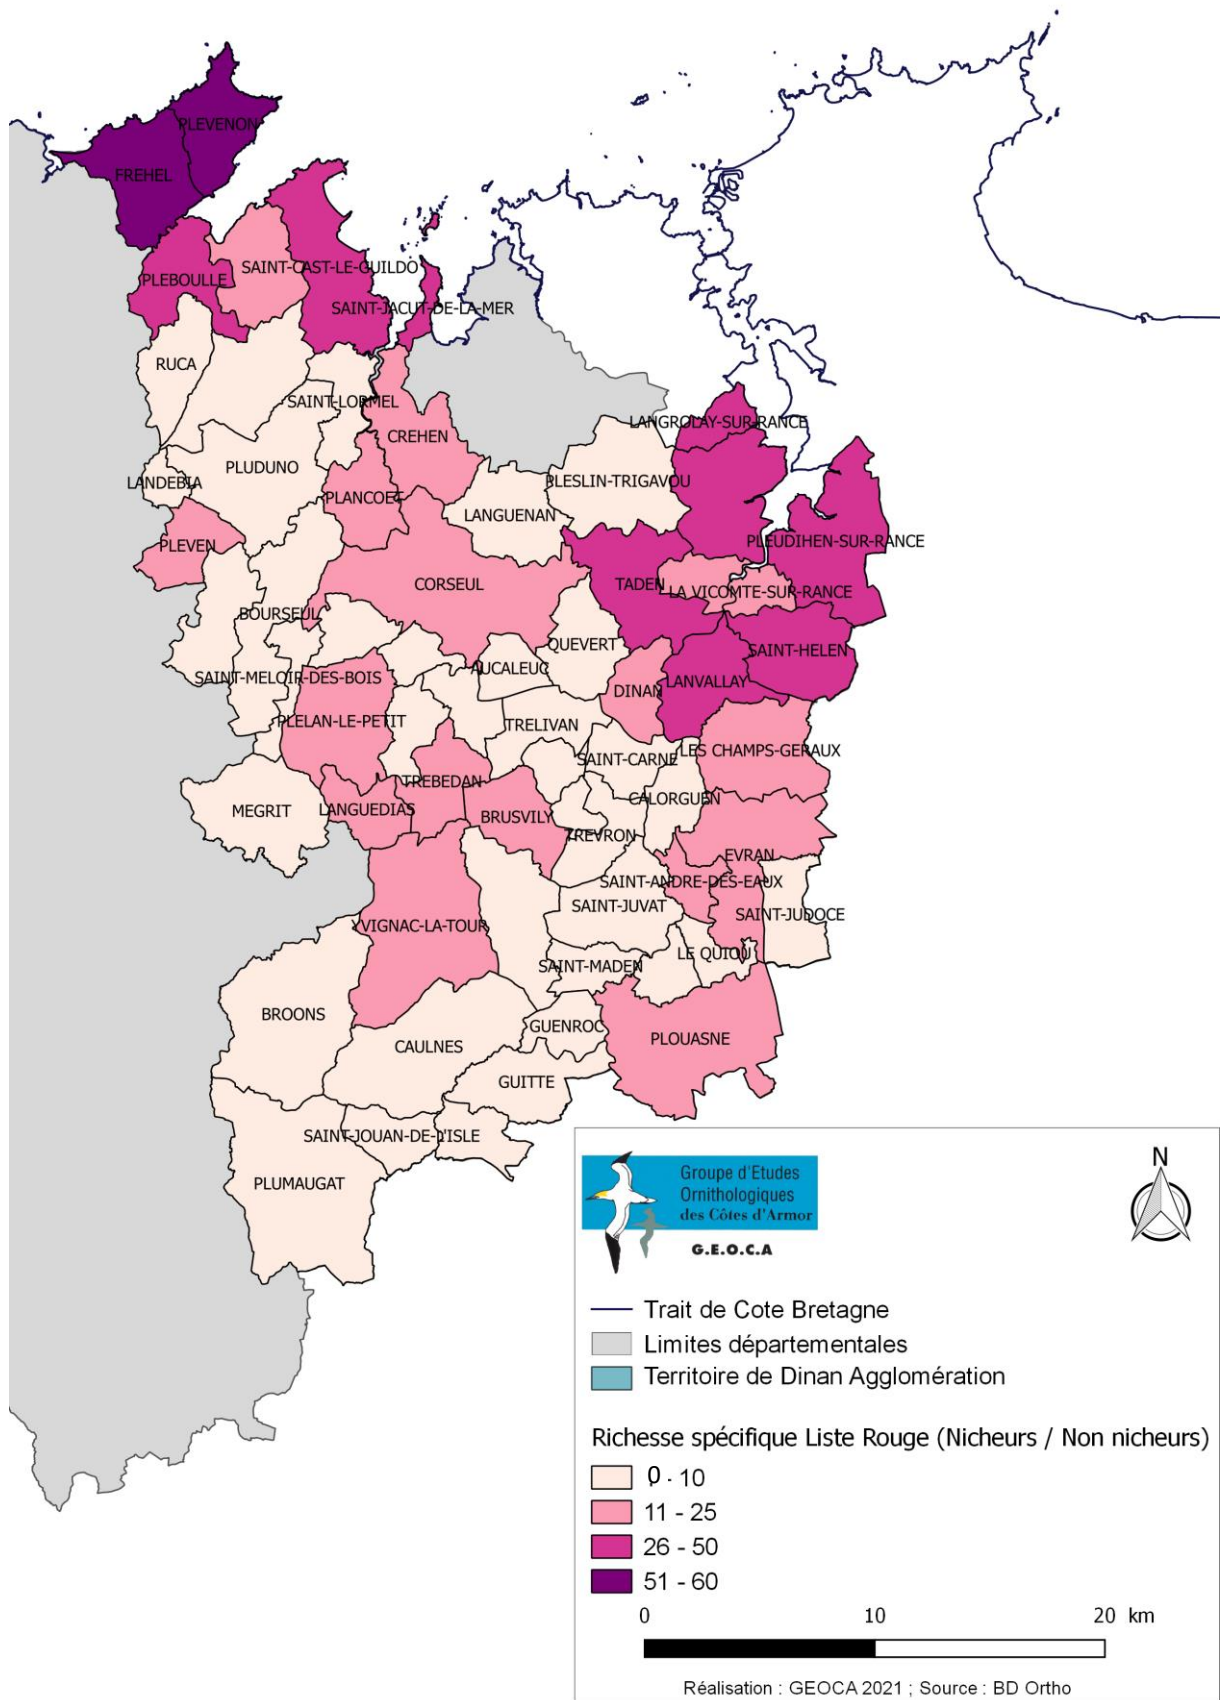 PLEVENON
FREHEL
SAINT-CAST-LE-GUILDO
PLEBOULLE
SAINT-JACUT-DE-LA-MER
RUCA
SAINT-LORMEL
LANGROLAY-SUR-RANCE
CREHEN
PLUDUNO
LANDEBIA
PLESLIN-TRIGAVOU
PLANCOET
LANGUENAN
PLEVEN
PLEUDIHEN-SUR-RANCE
CORSEUL
TADEN
LA VICOMTE-SUR-RANCE
BOURSEUL
QUEVERT
SAINT-HELEN
AUCALEUC
SAINT-MELOIR-DES-BOIS
LANVALLAY
DINAN
PLELAN-LE-PETIT
TRELIVAN
LES CHAMPS-GERAUX
SAINT-CARNE
TREBEDAN
CALORGUEN
MEGRIT
LANGUEDIAS
BRUSVILY
TREVRON
EVRAN
SAINT-ANDRE-DES-EAUX
SAINT-JUVAT
SAINT-JUDOCE
YVIGNAC-LA-TOUR
LE QUIOU
SAINT-MADEN
BROONS
GUENROC
PLOUASNE
CAULNES
GUITTE
SAINT-JOUAN-DE-L'ISLE
PLUMAUGAT
Groupe d'Etudes
Ornithologiques
des Côtes d'Armor
G.E.O.C.A
N
Trait de Cote Bretagne
Limites départementales
Territoire de Dinan Agglomération
Richesse spécifique Liste Rouge (Nicheurs / Non nicheurs)
0 - 10
11 - 25
26 - 50
51 - 60
0 10 20 km
Réalisation : GEOCA 2021 ; Source : BD Ortho